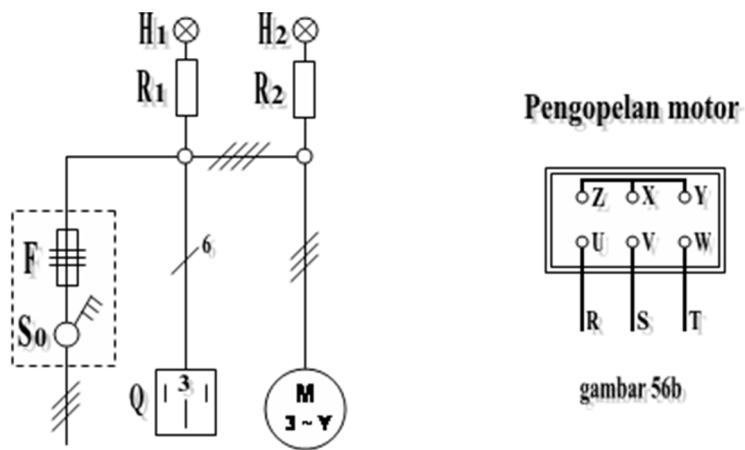 H1 H2
R1 R2
F
6
S0
Q 3
M
3 ~ Y
Pengopelan motor
Z X Y
U V W
R S T
gambar 56b